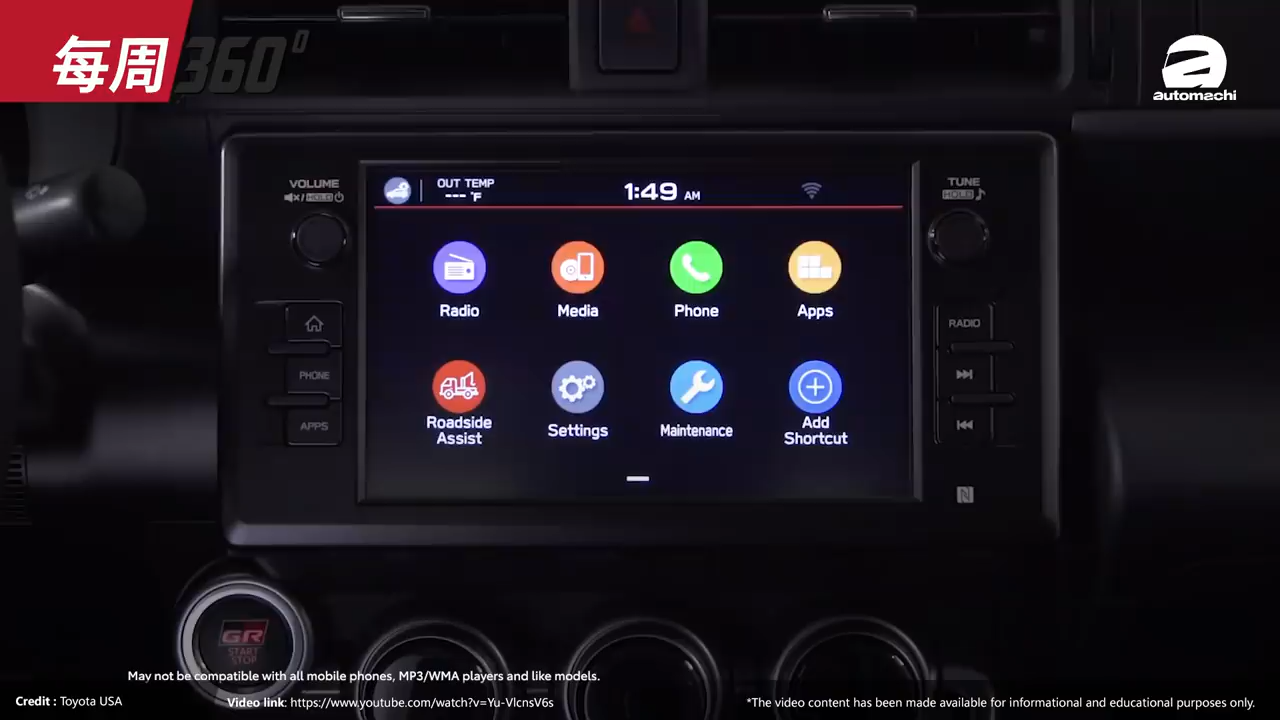 每周360°
automachi
VOLUME
HOLD
OUT TEMP
--- °F
1:49 AM
TUNE
HOLD
Radio
Media
Phone
Apps
PHONE
APPS
RADIO
Roadside
Assist
Settings
Maintenance
Add
Shortcut
GR
START
STOP
May not be compatible with all mobile phones, MP3/WMA players and like models.
Credit : Toyota USA
Video link: https://www.youtube.com/watch?v=Yu-VlcnsV6s
*The video content has been made available for informational and educational purposes only.